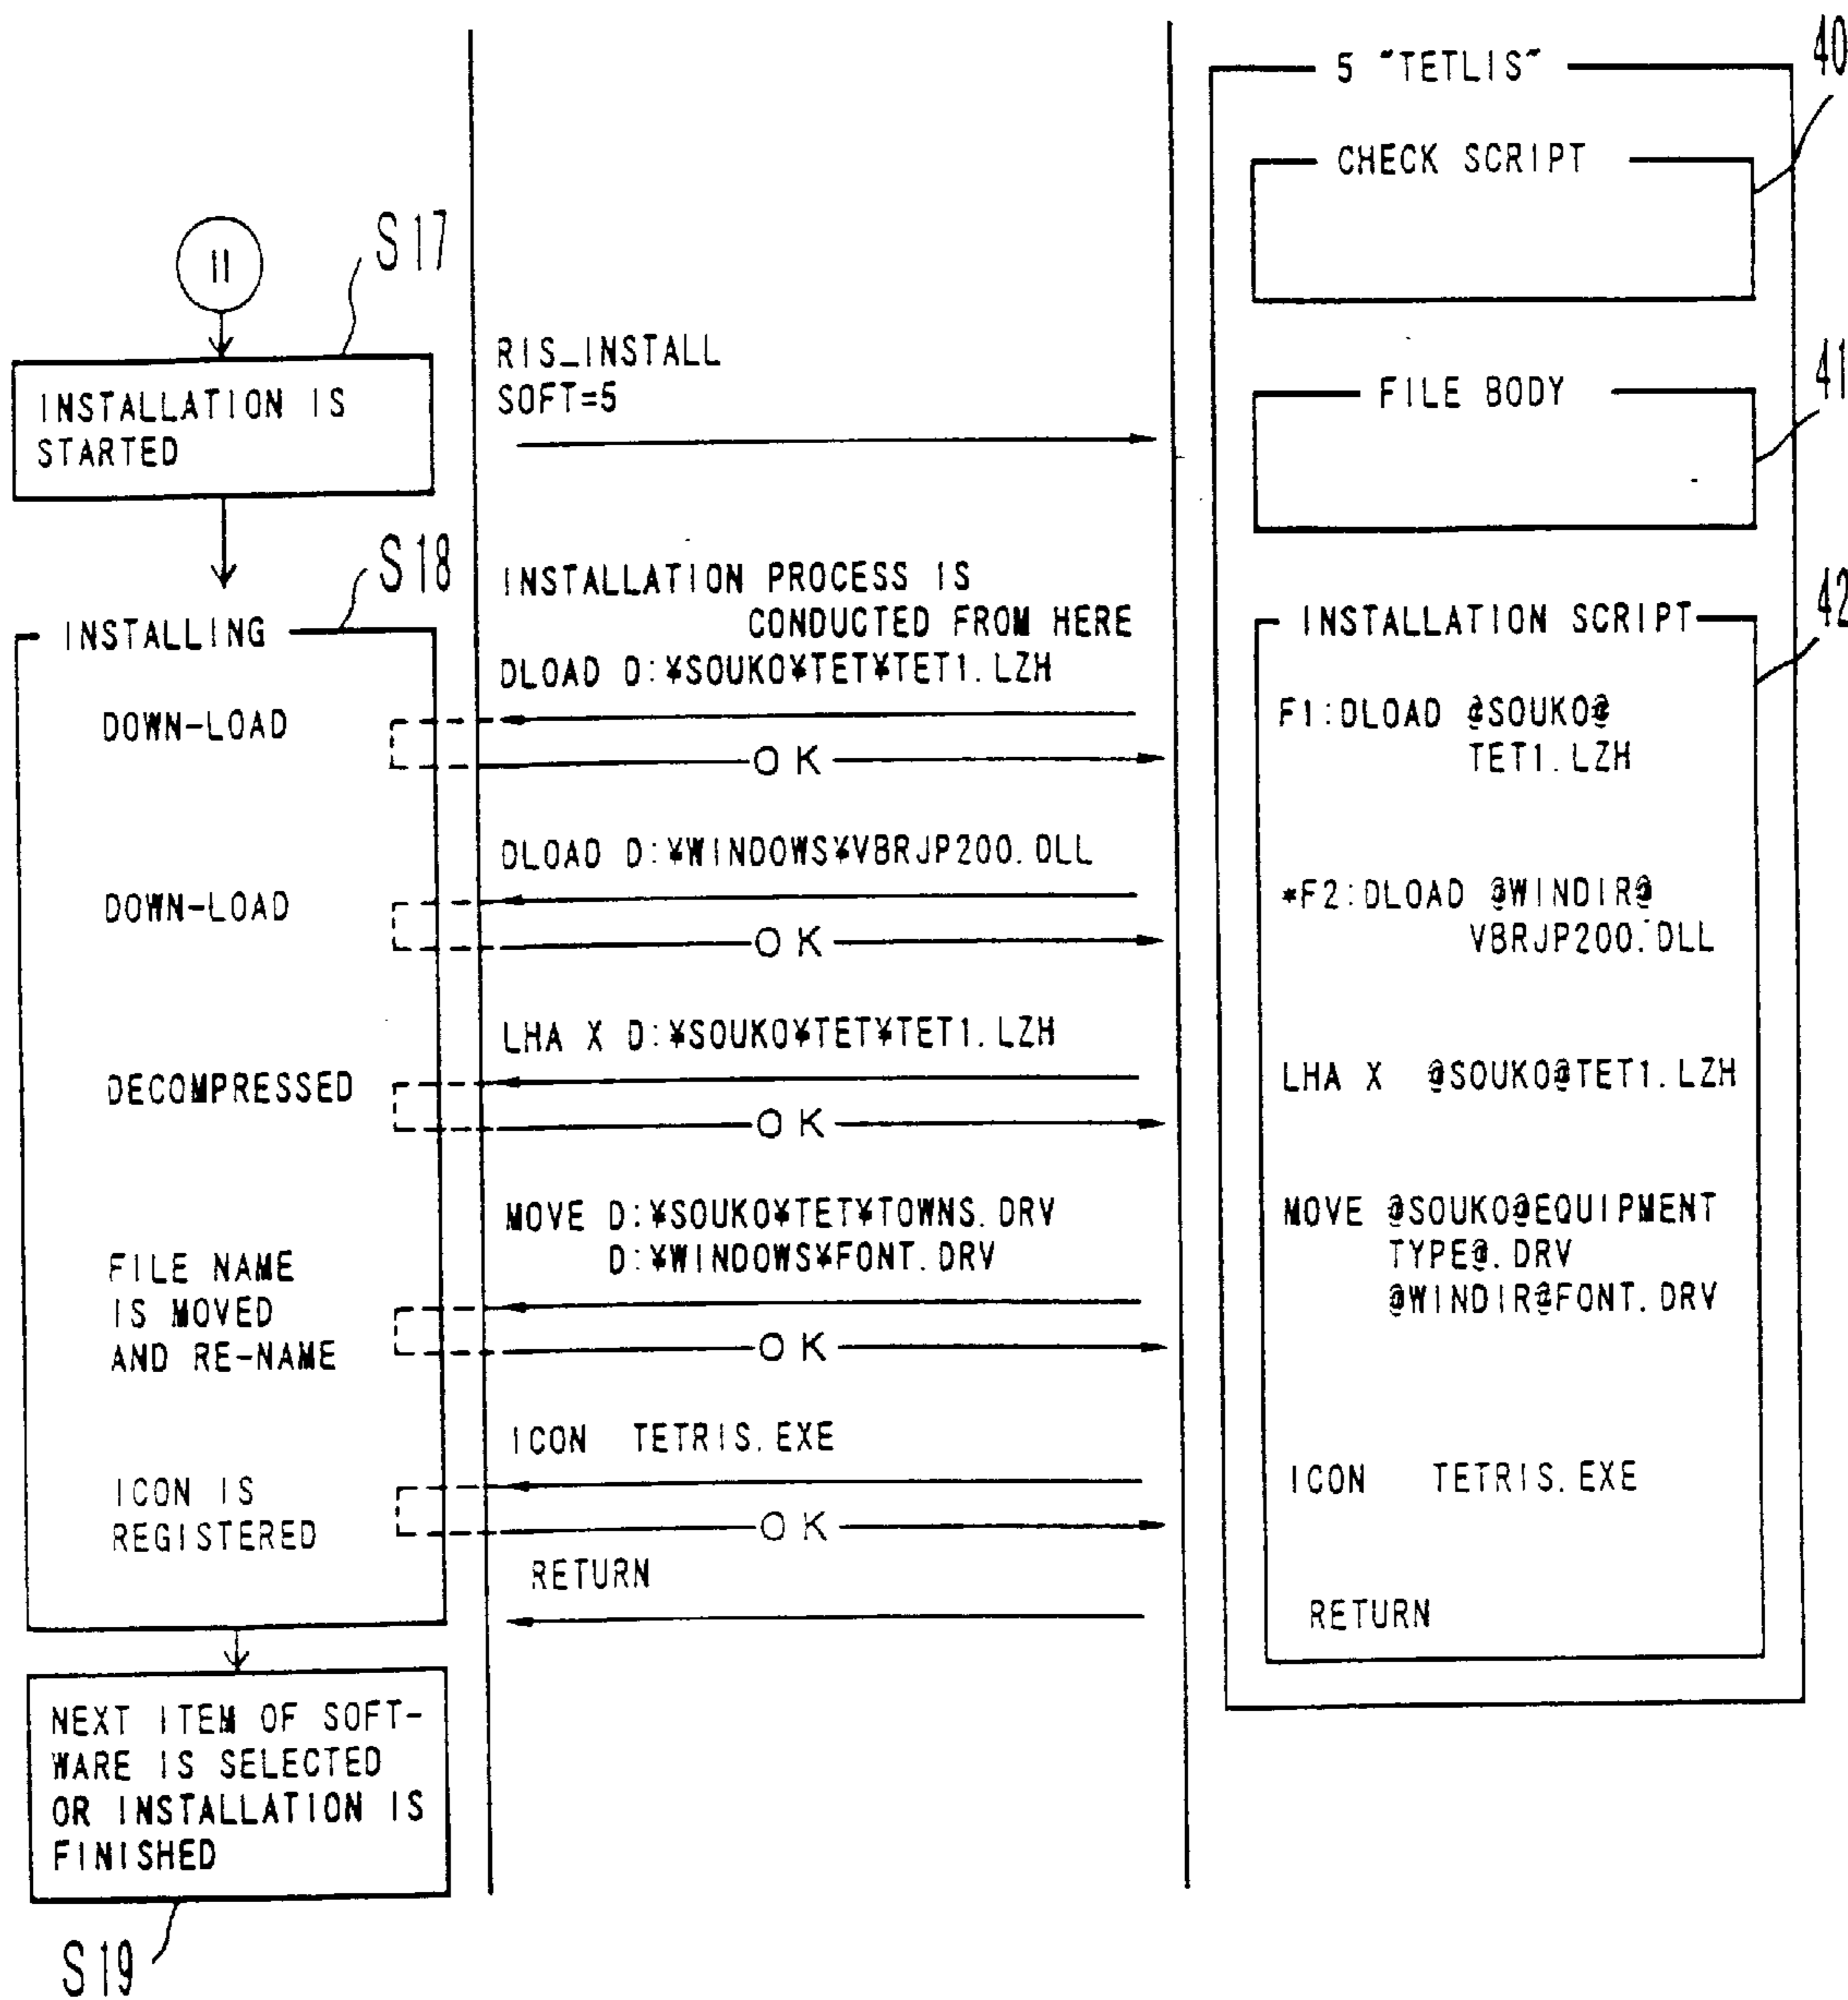 II
S17
INSTALLATION IS
STARTED
S18
INSTALLING
DOWN-LOAD
DOWN-LOAD
DECOMPRESSED
FILE NAME
IS MOVED
AND RE-NAME
ICON IS
REGISTERED
NEXT ITEM OF SOFT-
WARE IS SELECTED
OR INSTALLATION IS
FINISHED
S19
RIS_INSTALL
SOFT=5
INSTALLATION PROCESS IS
CONDUCTED FROM HERE
DLOAD D:¥SOUKO¥TET¥TET1.LZH
OK
DLOAD D:¥WINDOWS¥VBRJP200.DLL
OK
LHA X D:¥SOUKO¥TET¥TET1.LZH
OK
MOVE D:¥SOUKO¥TET¥TOWNS.DRV
D:¥WINDOWS¥FONT.DRV
OK
ICON TETRIS.EXE
OK
RETURN
5 "TETLIS"
40
CHECK SCRIPT
41
FILE BODY
42
INSTALLATION SCRIPT
F1:DLOAD @SOUKO@
TET1.LZH
*F2:DLOAD @WINDIR@
VBRJP200.DLL
LHA X @SOUKO@TET1.LZH
MOVE @SOUKO@EQUIPMENT
TYPE@.DRV
@WINDIR@FONT.DRV
ICON TETRIS.EXE
RETURN